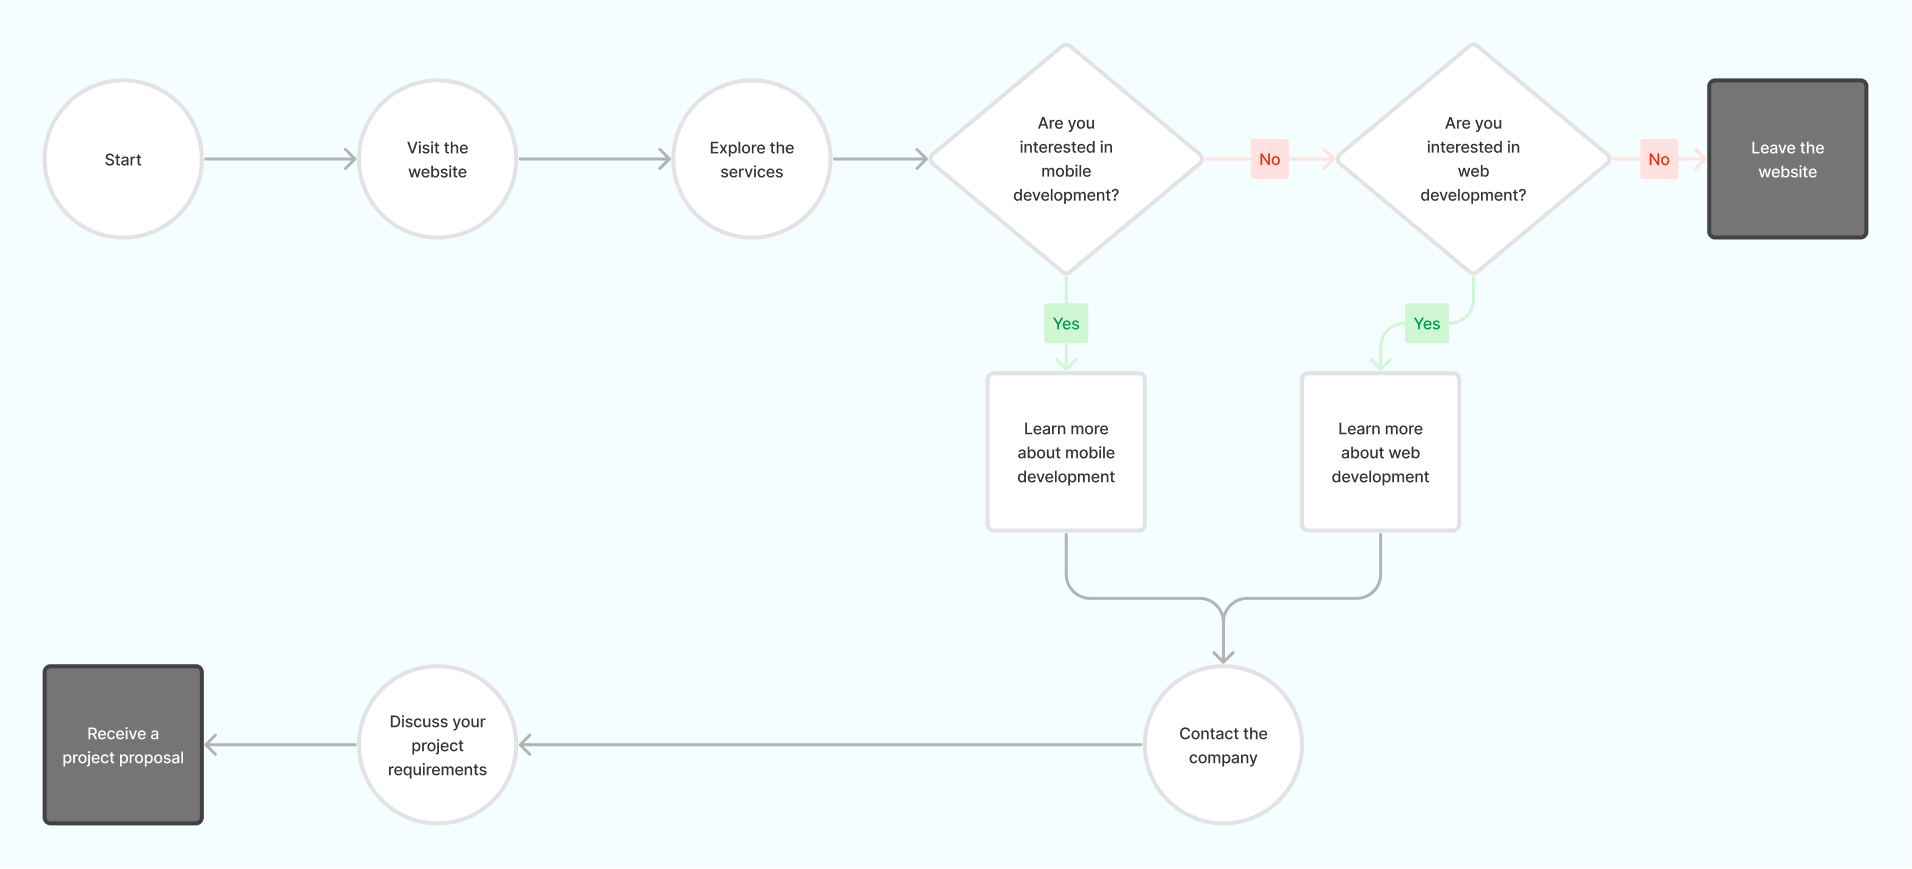 Start
Visit the
website
Explore the
services
Are you
interested in
mobile
development?
No
Are you
interested in
web
development?
No
Leave the
website
Yes
Yes
Learn more
about mobile
development
Learn more
about web
development
Receive a
project proposal
Discuss your
project
requirements
Contact the
company